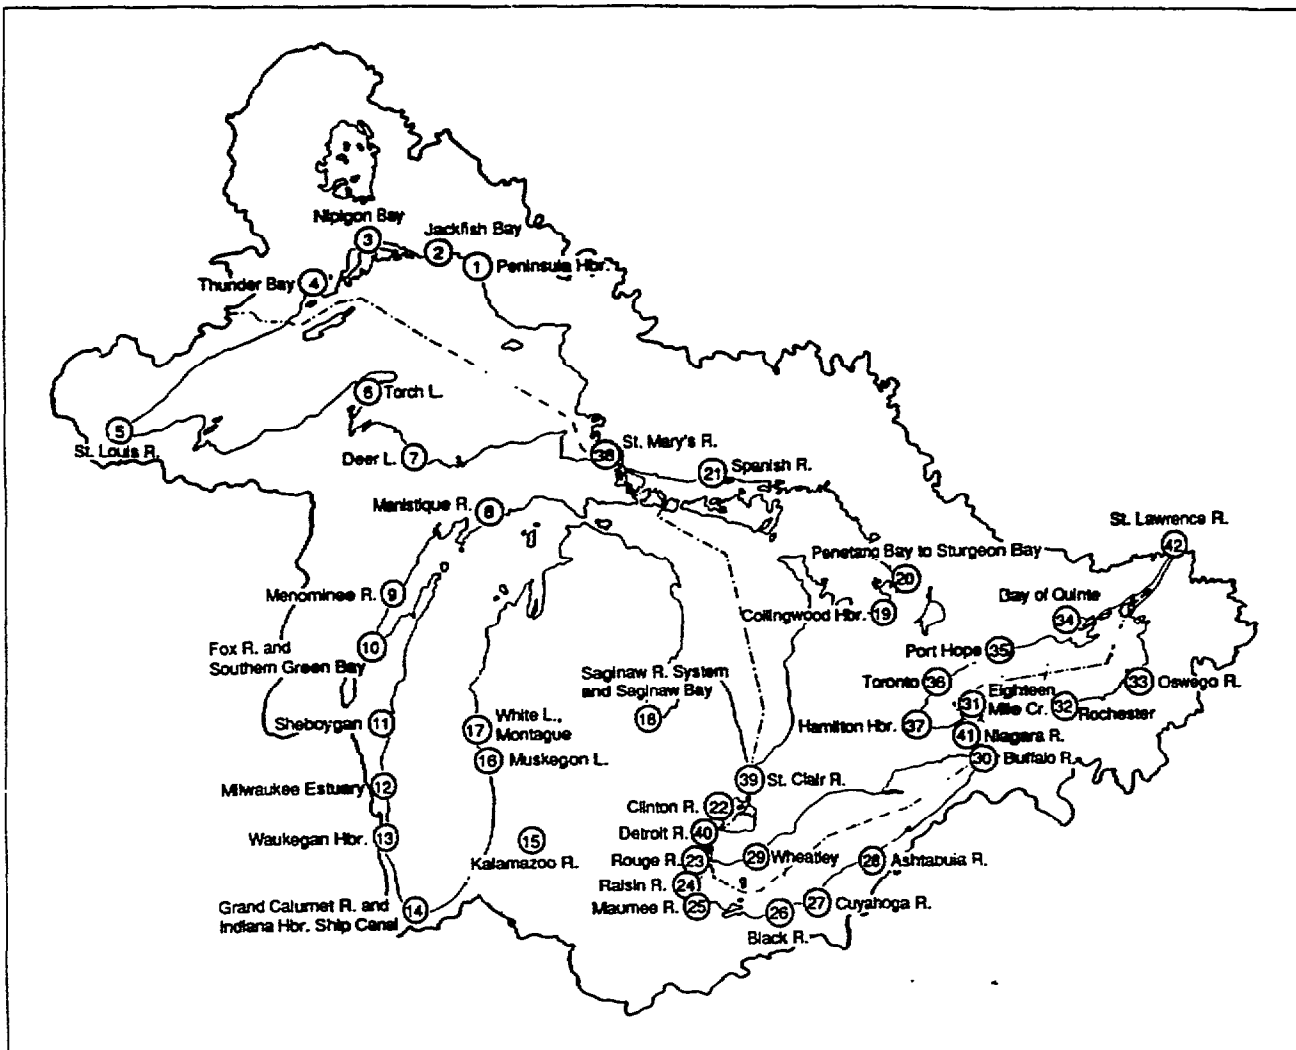 Nipigon Bay
3
Jackfish Bay
2
1
Peninsula Hbr.
Thunder Bay
4
6
Torch L.
5
St. Louis R.
Deer L.
7
St. Mary's R.
38
21
Spanish R.
Manistique R.
8
St. Lawrence R.
42
Penetang Bay to Sturgeon Bay
20
Menominee R.
9
Collingwood Hbr.
19
Bay of Quinte
34
Fox R. and
Southern Green Bay
10
Port Hope
35
Saginaw R. System
and Saginaw Bay
18
Toronto
36
Eighteen
Mile Cr.
31
33
Oswego R.
32
Rochester
Sheboygan
11
17
White L.,
Montague
Hamilton Hbr.
37
41
Niagara R.
16
Muskegon L.
30
Buffalo R.
Milwaukee Estuary
12
39
St. Clair R.
Clinton R.
22
Waukegan Hbr.
13
15
Kalamazoo R.
Detroit R.
40
Rouge R.
23
29
Wheatley
28
Ashtabula R.
Raisin R.
24
Grand Calumet R. and
Indiana Hbr. Ship Canal
14
Maumee R.
25
26
Black R.
27
Cuyahoga R.